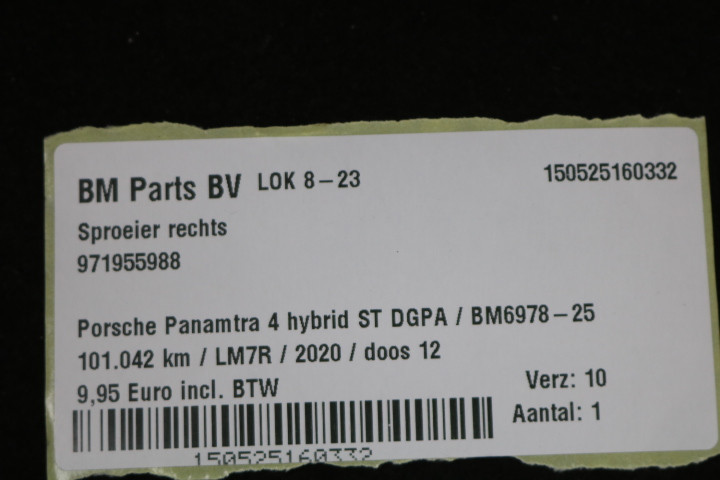 BM Parts BV LOK 8-23 150525160332
Sproeier rechts
971955988
Porsche Panamtra 4 hybrid ST DGPA / BM6978-25
101.042 km / LM7R / 2020 / doos 12
9,95 Euro incl. BTW Verz: 10
Aantal: 1
150525160332